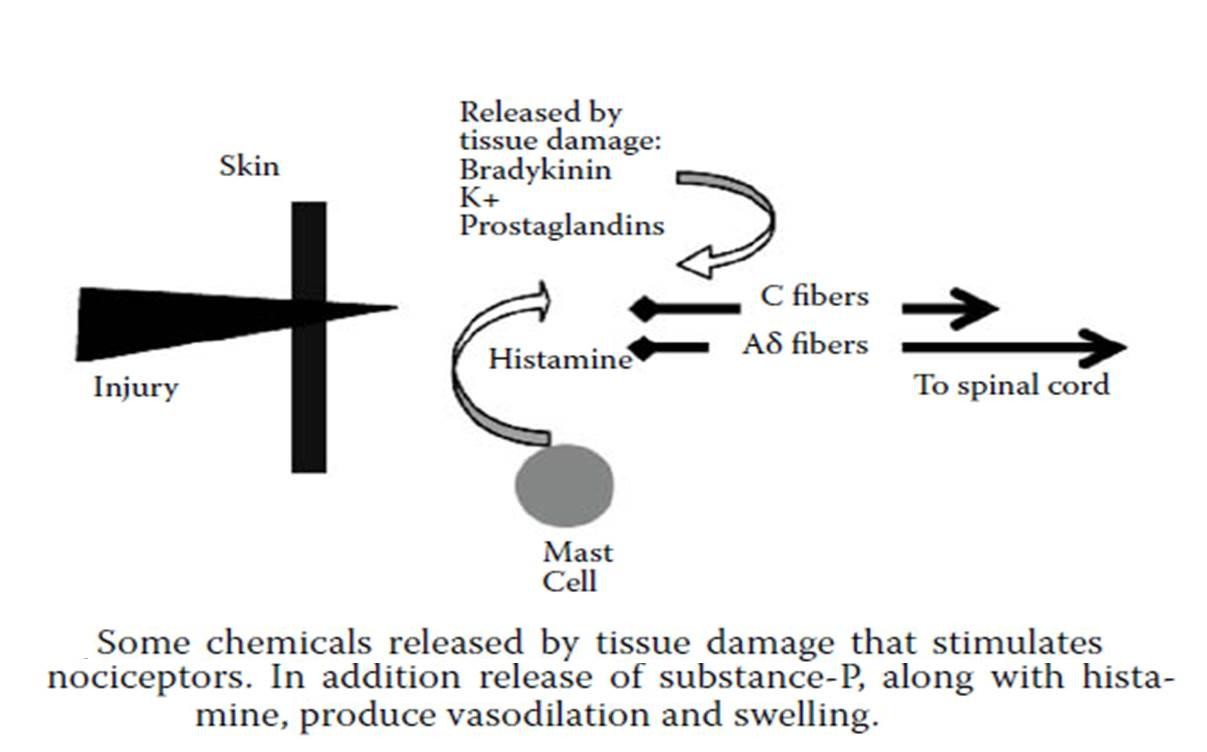 Released by
tissue damage:
Bradykinin
K+
Prostaglandins
Skin
C fibers
Histamine
Aδ fibers
Injury
To spinal cord
Mast
Cell
Some chemicals released by tissue damage that stimulates
nociceptors. In addition release of substance-P, along with hista-
mine, produce vasodilation and swelling.